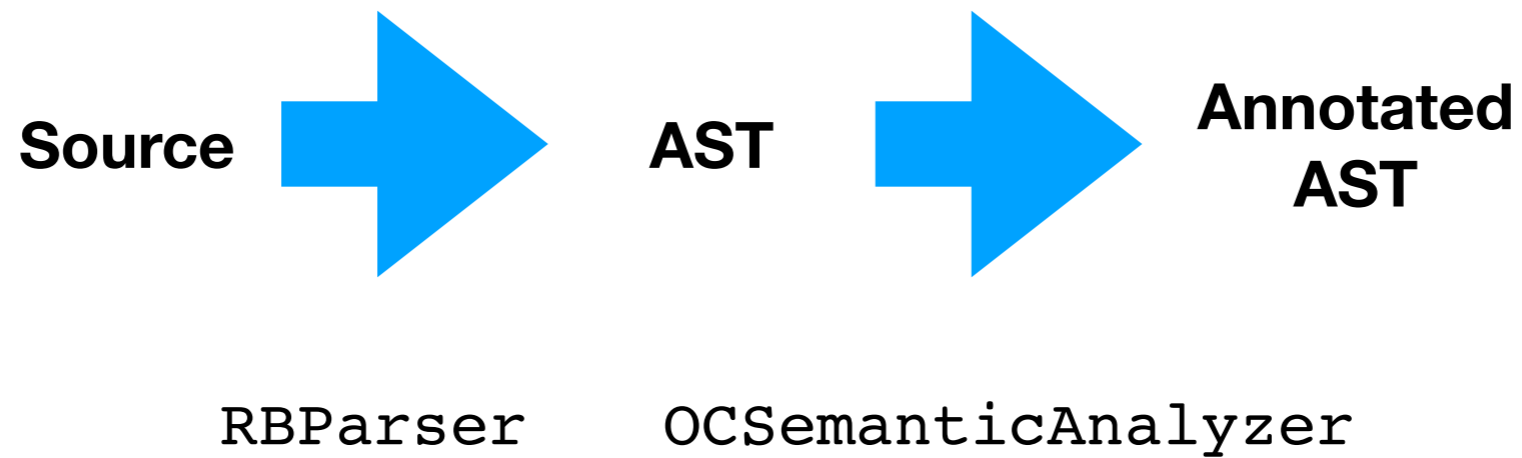 Source
AST
Annotated
AST
RBParser
OCSemanticAnalyzer